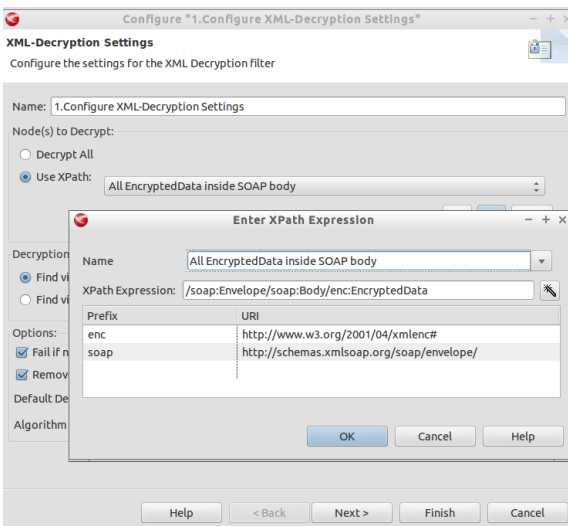 Configure "1.Configure XML-Decryption Settings"
XML-Decryption Settings
Configure the settings for the XML Decryption filter
Name: 1.Configure XML-Decryption Settings
Node(s) to Decrypt:
Decrypt All
Use XPath: All EncryptedData inside SOAP body
Enter XPath Expression
Decryption
Find vi
Find vi
Name All EncryptedData inside SOAP body
XPath Expression: /soap:Envelope/soap:Body/enc:EncryptedData
Prefix URI
enc http://www.w3.org/2001/04/xmlenc#
soap http://schemas.xmlsoap.org/soap/envelope/
Options:
Fail if n
Remov
Default De
Algorithm
OK Cancel Help
Help < Back Next > Finish Cancel